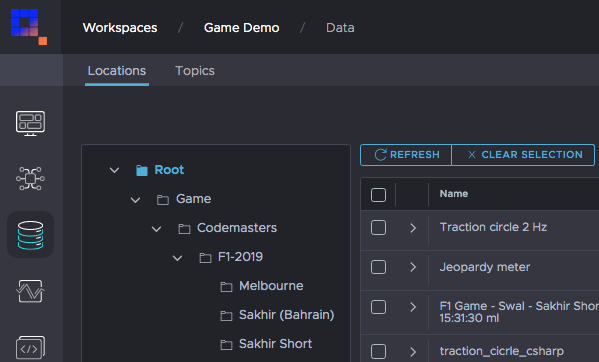 Workspaces / Game Demo / Data
Locations Topics
REFRESH CLEAR SELECTION
Root
Game
Codemasters
F1-2019
Melbourne
Sakhir (Bahrain)
Sakhir Short
Name
Traction circle 2 Hz
Jeopardy meter
F1 Game - Swal - Sakhir Shor
15:31:30 ml
traction_cicrle_csharp